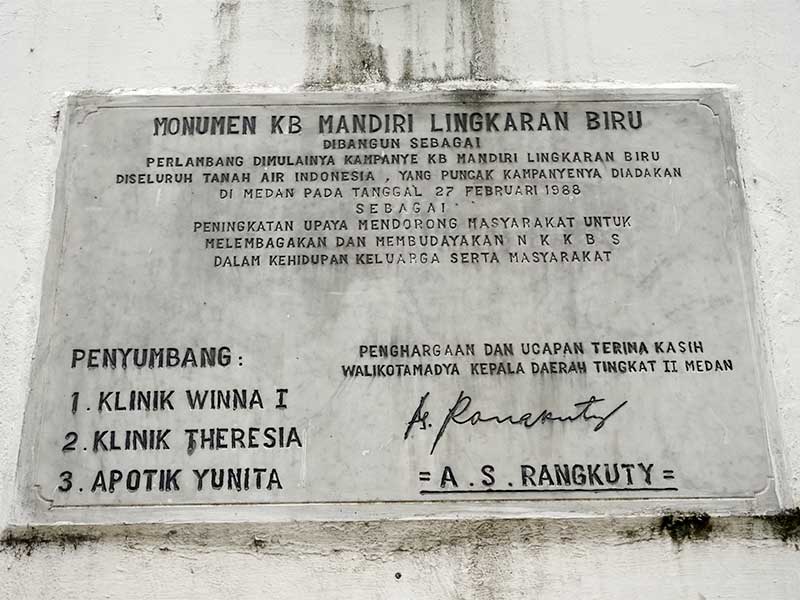 MONUMEN KB MANDIRI LINGKARAN BIRU
DIBANGUN SEBAGAI
PERLAMBANG DIMULAINYA KAMPANYE KB MANDIRI LINGKARAN BIRU
DISELURUH TANAH AIR INDONESIA , YANG PUNCAK KAMPANYENYA DIADAKAN
DI MEDAN PADA TANGGAL 27 FEBRUARI 1988
SEBAGAI
PENINGKATAN UPAYA MENDORONG MASYARAKAT UNTUK
MELEMBAGAKAN DAN MEMBUDAYAKAN N K K B S
DALAM KEHIDUPAN KELUARGA SERTA MASYARAKAT
PENYUMBANG :
1 . KLINIK WINNA I
2 . KLINIK THERESIA
3 . APOTIK YUNITA
PENGHARGAAN DAN UCAPAN TERINA KASIH
WALIKOTAMADYA KEPALA DAERAH TINGKAT II MEDAN
As. Rangkuty
= A . S . RANGKUTY =